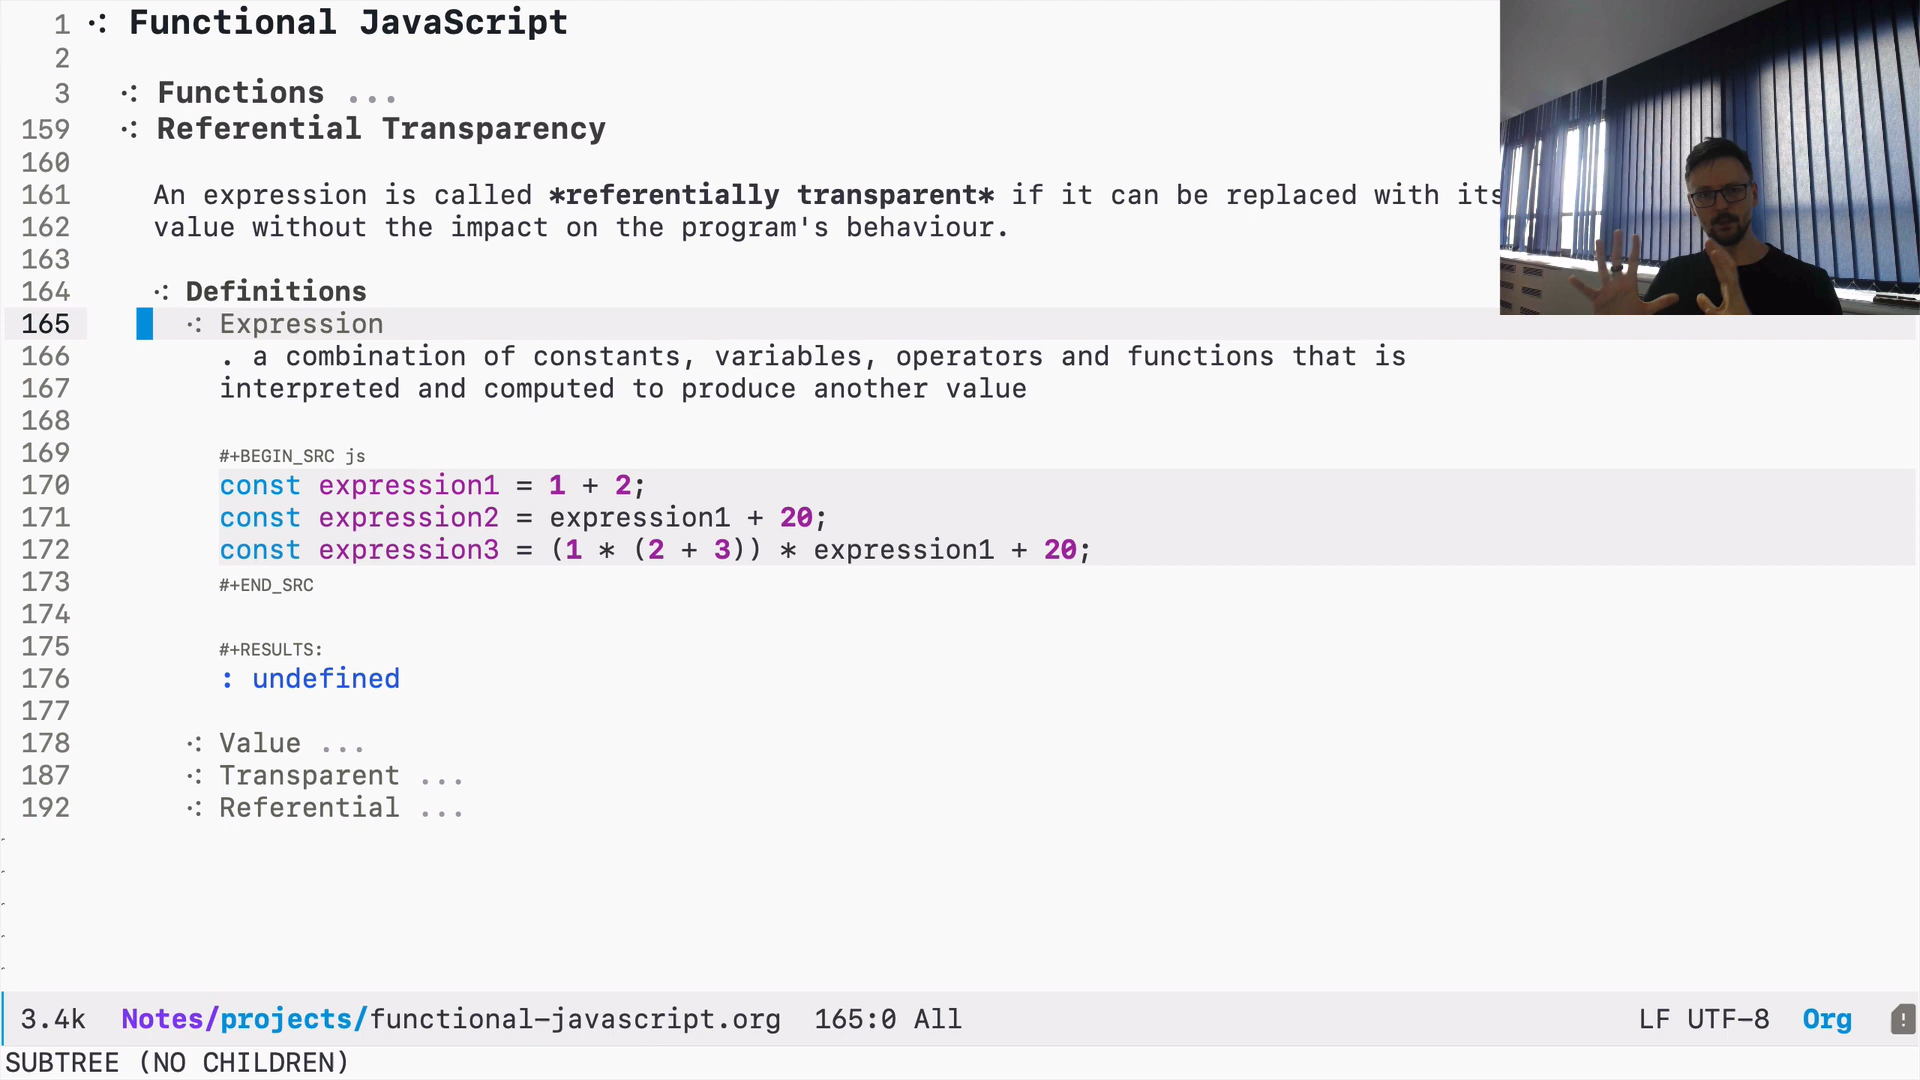 1 Functional JavaScript
2
3 Functions ...
159 Referential Transparency
160
161 An expression is called *referentially transparent* if it can be replaced with its
162 value without the impact on the program's behaviour.
163
164 Definitions
165 Expression
166 . a combination of constants, variables, operators and functions that is
167 interpreted and computed to produce another value
168
169 #+BEGIN_SRC js
170 const expression1 = 1 + 2;
171 const expression2 = expression1 + 20;
172 const expression3 = (1 * (2 + 3)) * expression1 + 20;
173 #+END_SRC
174
175 #+RESULTS:
176 : undefined
177
178 Value ...
187 Transparent ...
192 Referential ...
3.4k Notes/projects/functional-javascript.org 165:0 All LF UTF-8 Org
SUBTREE (NO CHILDREN)